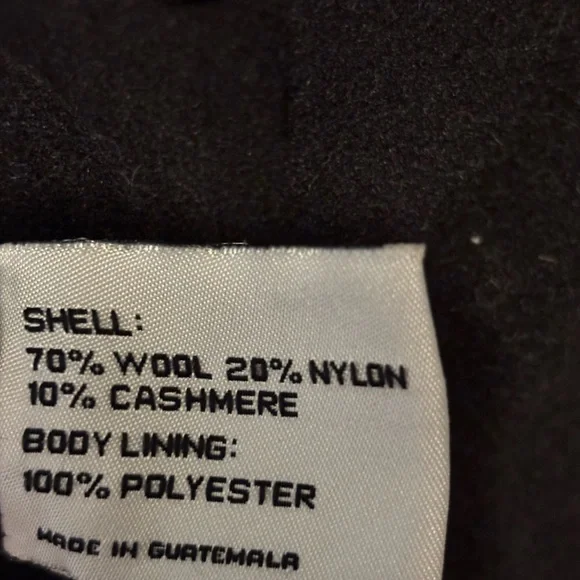 SHELL:
70% WOOL 20% NYLON
10% CASHMERE
BODY LINING:
100% POLYESTER
MADE IN GUATEMALA